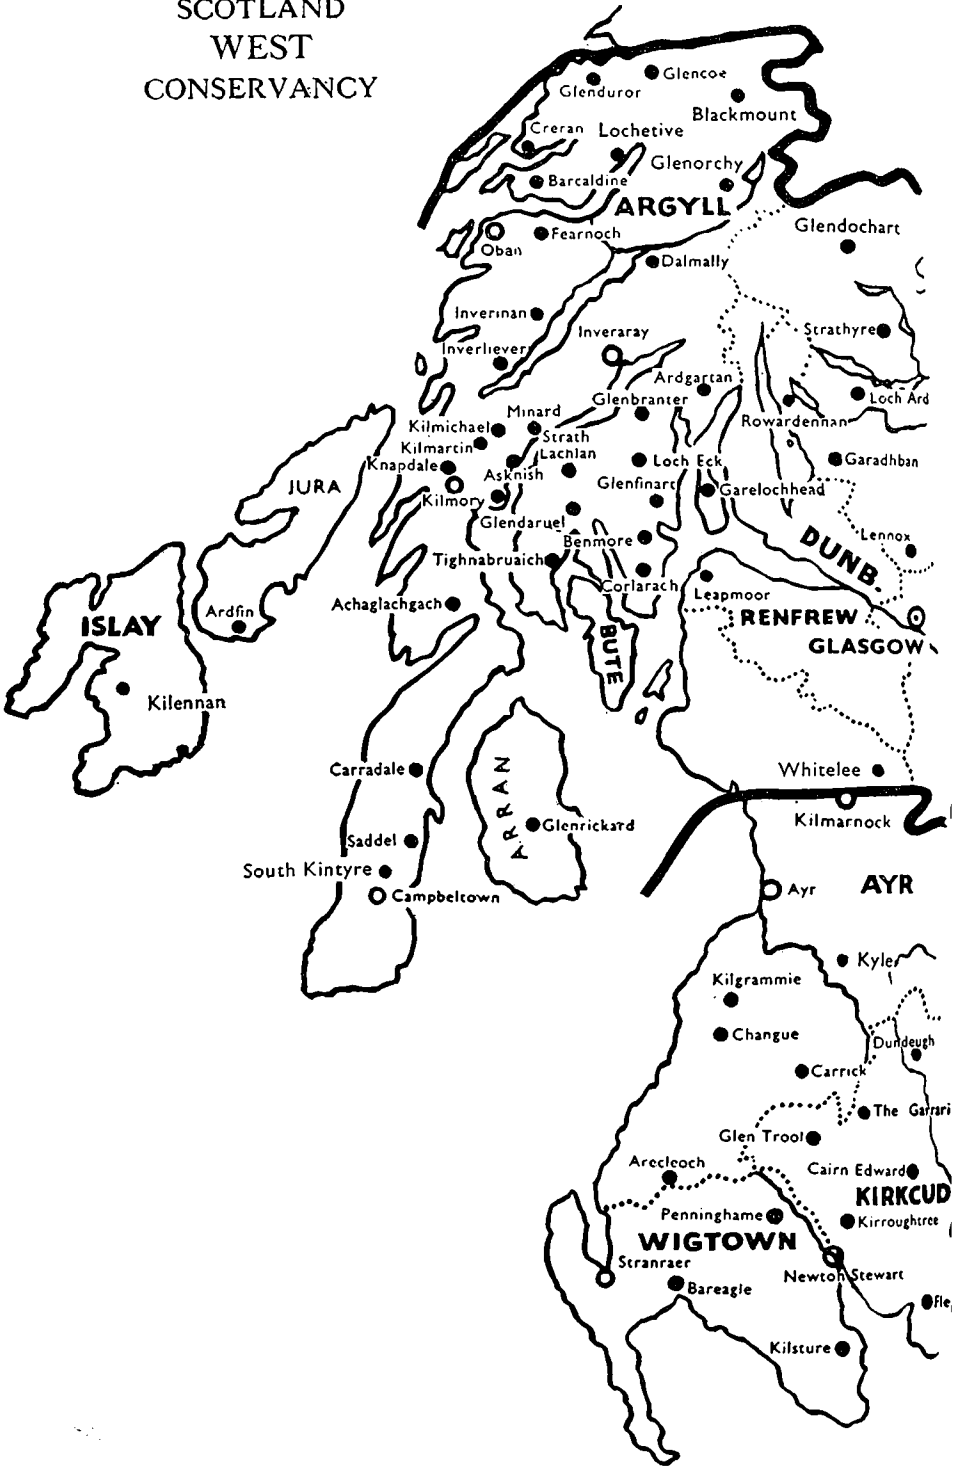 SCOTLAND
WEST
CONSERVANCY
Glencoe
Glenduror
Blackmount
Creran
Lochetive
Glenorchy
Barcaldine
ARGYLL
Glendochart
Oban
Fearnoch
Dalmally
Inverinan
Inveraray
Strathyre
Inverliever
Ardgartan
Glenbranter
Loch Ard
Minard
Rowardennan
Kilmichael
Strath
Lachlan
Kilmartin
Knapdale
Asknish
Loch Eck
Garadhban
JURA
Kilmory
Glenfinart
Garelochhead
Glendaruel
Benmore
DUNB
Lennox
Tighnabruaich
Corlarach
Leapmoor
Achaglachgach
Ardfin
ISLAY
RENFREW
GLASGOW
BUTE
Kilennan
Carradale
ARRAN
Whitelee
Glenrickard
Kilmarnock
Saddel
South Kintyre
Campbeltown
Ayr
AYR
Kyle
Kilgrammie
Changue
Dundeugh
Carrick
The Garrari
Glen Trool
Arecleoch
Cairn Edward
KIRKCUD
Penninghame
Kirroughtree
WIGTOWN
Stranraer
Newton Stewart
Bareagle
Fle
Kilsture